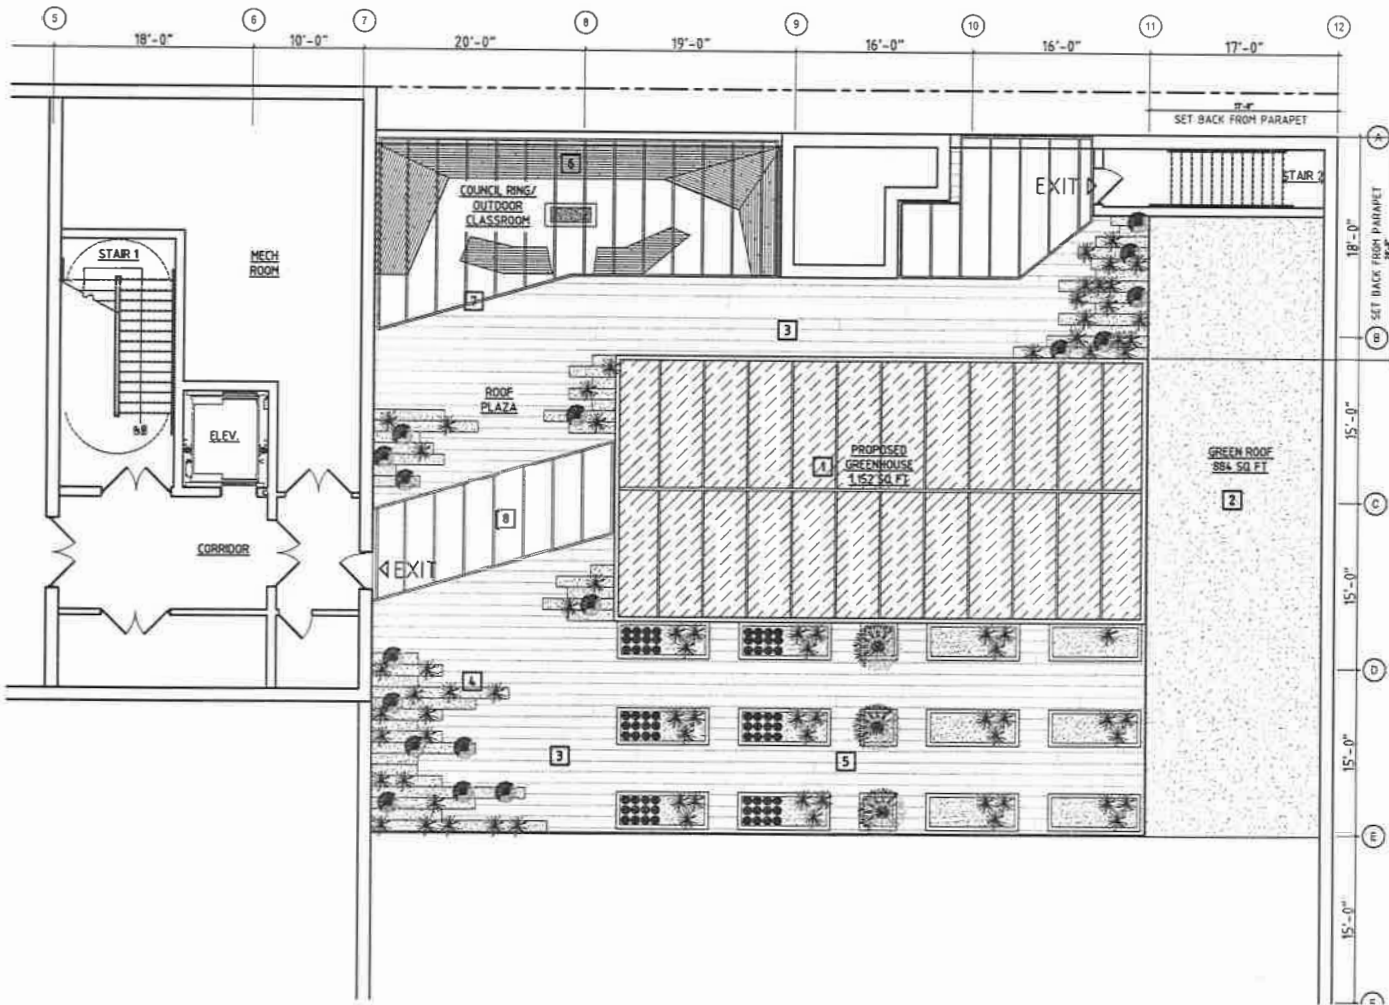 5
6
7
8
9
10
11
12
18'-0"
10'-0"
20'-0"
19'-0"
16'-0"
16'-0"
17'-0"
SET BACK FROM PARAPET
A
6
COUNCIL RING/
OUTDOOR
CLASSROOM
EXIT
STAIR 2
SET BACK FROM PARAPET
18'-0"
STAIR 1
MECH
ROOM
7
3
B
ROOF
PLAZA
15'-0"
ELEV.
1
PROPOSED
GREENHOUSE
1,152 SQ FT
GREEN ROOF
884 SQ FT
2
C
8
CORRIDOR
EXIT
15'-0"
D
4
3
5
15'-0"
E
15'-0"